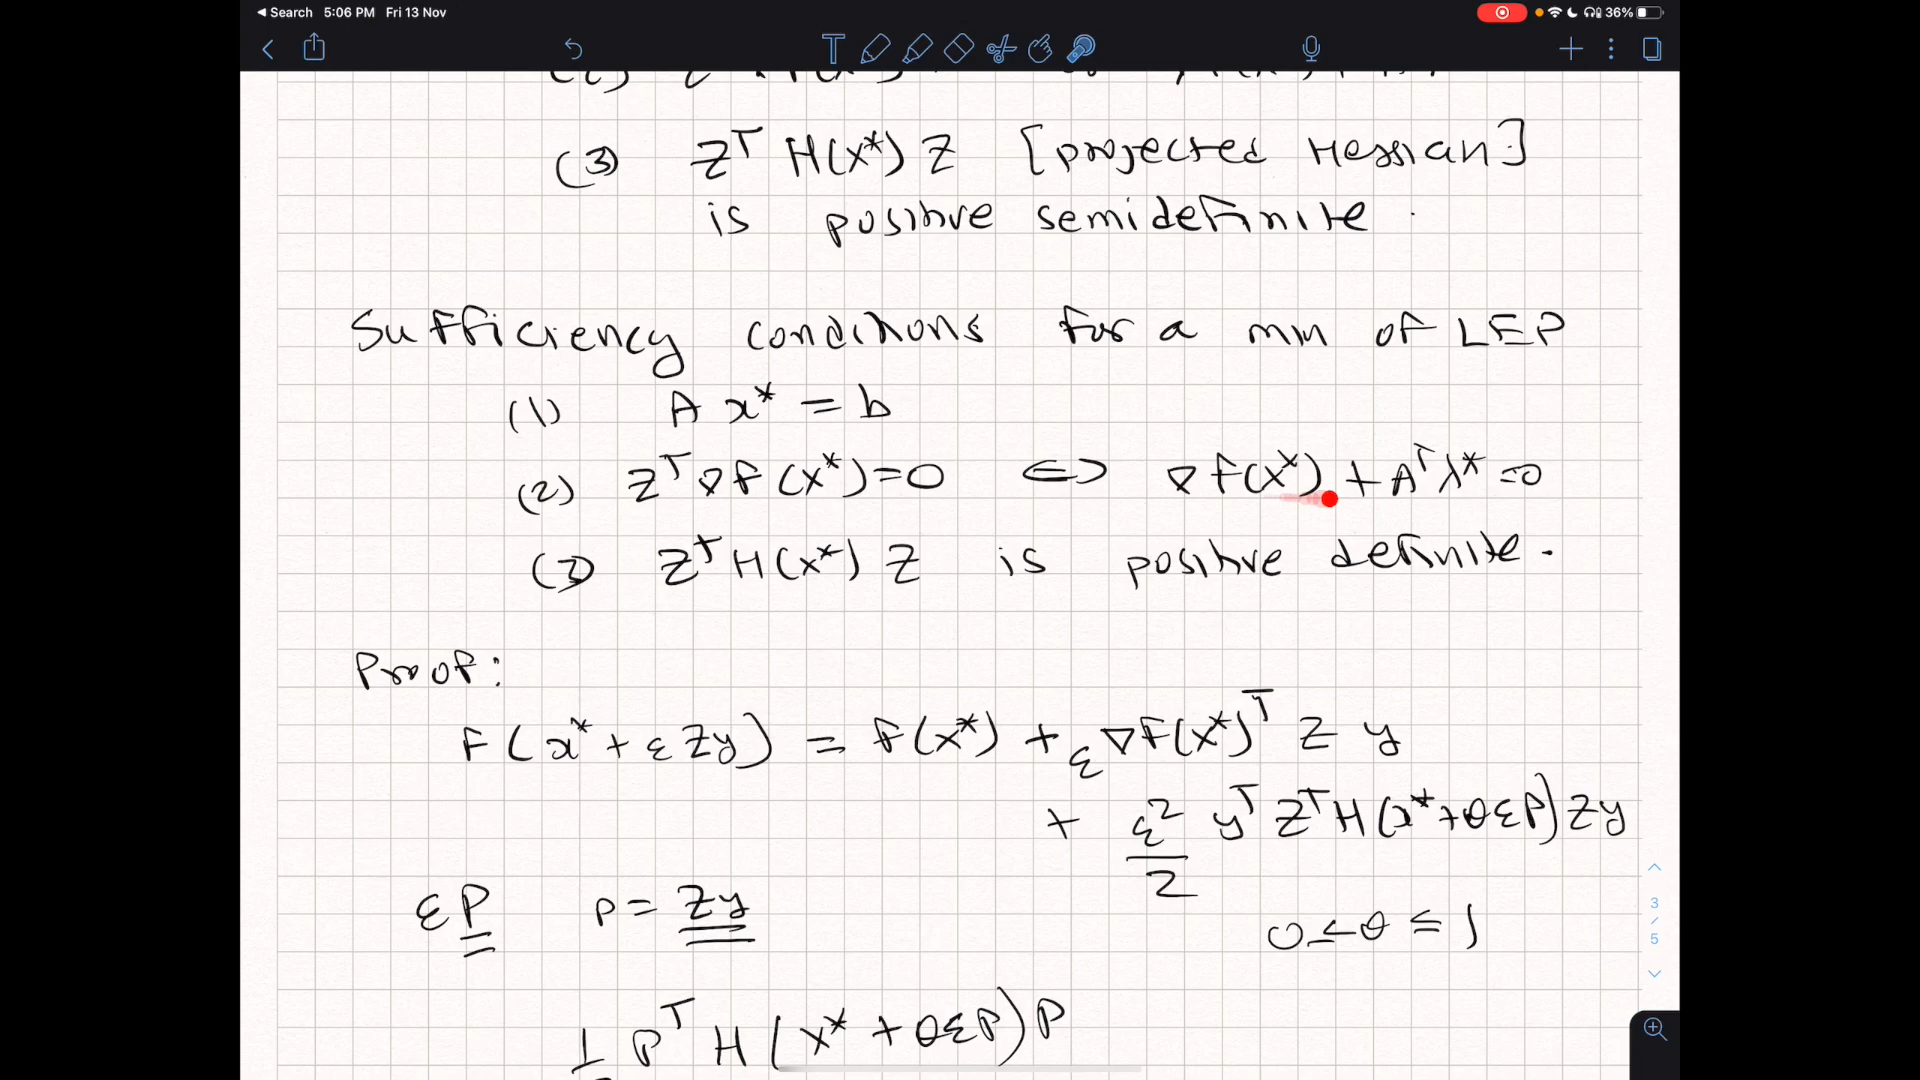 Search 5:06 PM Fri 13 Nov 36%
(3) Z^T H(x*) Z [projected Hessian]
is positive semidefinite.
Sufficiency conditions for a min of LEP
(1) A x* = b
(2) Z^T ∇F(x*)=0 <=> ∇F(x*) + A^T λ* =0
(3) Z^T H(x*) Z is positive definite.
Proof:
F(x* + εZy) = F(x*) + ε∇F(x*)^T Z y
+ ε²/2 y^T Z^T H(x*+θεp) Zy
εp p = Zy 0 ≤ θ ≤ 1
3
/
5
p^T H(x* + θεp) p